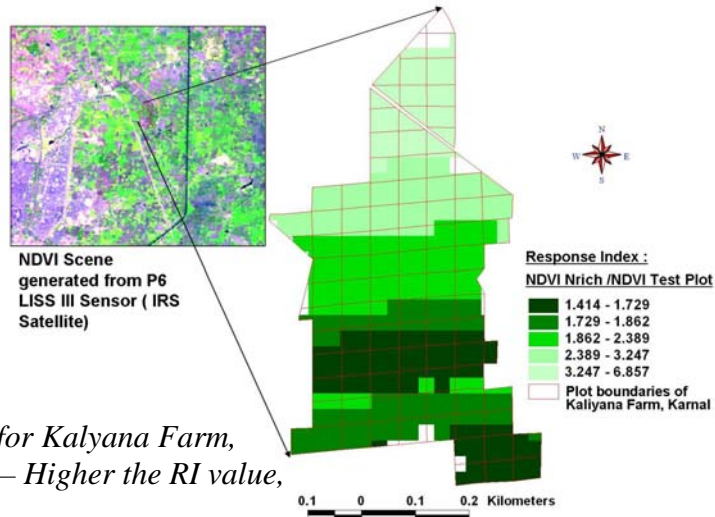 NDVI Scene
generated from P6
LISS III Sensor ( IRS
Satellite)
N
W E
S
Response Index :
NDVI Nrich /NDVI Test Plot
1.414 - 1.729
1.729 - 1.862
1.862 - 2.389
2.389 - 3.247
3.247 - 6.857
Plot boundaries of
Kaliyana Farm, Karnal
for Kalyana Farm,
– Higher the RI value,
0.1 0 0.1 0.2 Kilometers